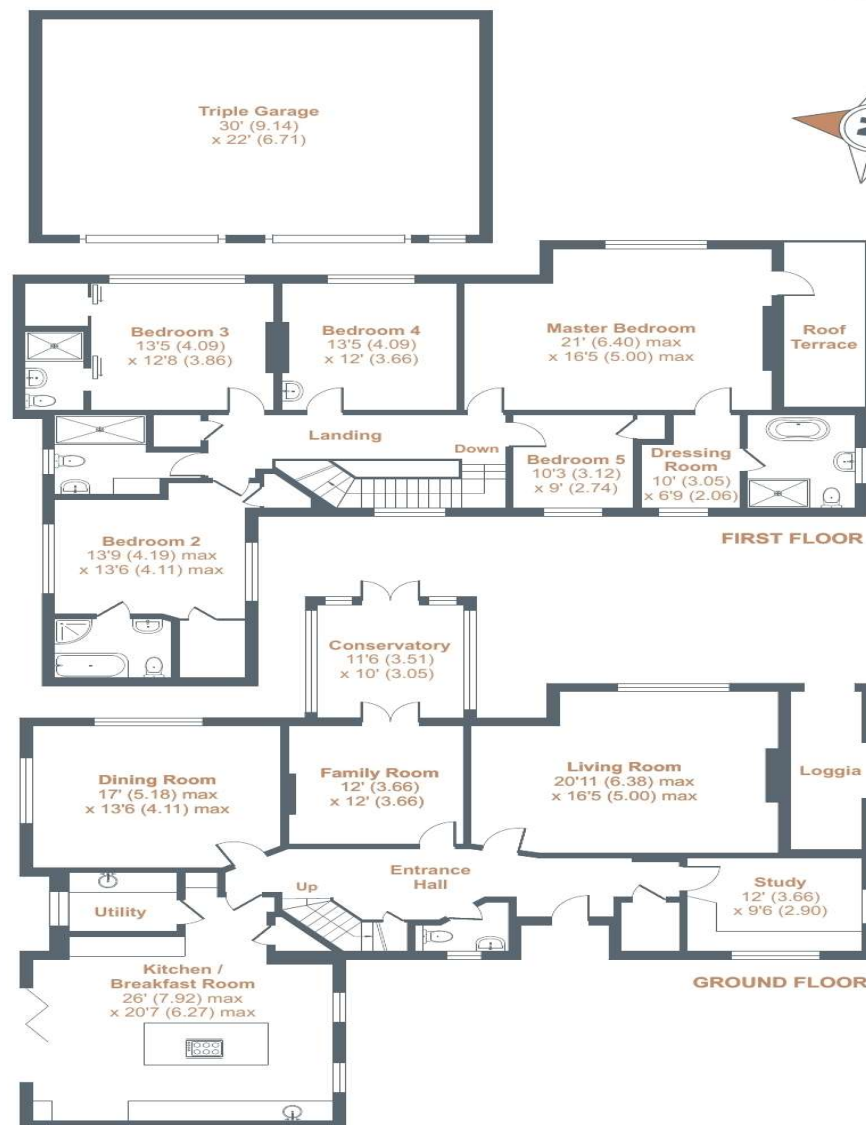 Triple Garage
30' (9.14)
x 22' (6.71)
Bedroom 3
13'5 (4.09)
x 12'8 (3.86)
Bedroom 4
13'5 (4.09)
x 12' (3.66)
Master Bedroom
21' (6.40) max
x 16'5 (5.00) max
Roof
Terrace
Landing
Down
Bedroom 5
10'3 (3.12)
x 9' (2.74)
Dressing
Room
10' (3.05)
x 6'9 (2.06)
Bedroom 2
13'9 (4.19) max
x 13'6 (4.11) max
FIRST FLOOR
Conservatory
11'6 (3.51)
x 10' (3.05)
Dining Room
17' (5.18) max
x 13'6 (4.11) max
Family Room
12' (3.66)
x 12' (3.66)
Living Room
20'11 (6.38) max
x 16'5 (5.00) max
Loggia
Entrance
Hall
Up
Utility
Study
12' (3.66)
x 9'6 (2.90)
Kitchen /
Breakfast Room
26' (7.92) max
x 20'7 (6.27) max
GROUND FLOOR